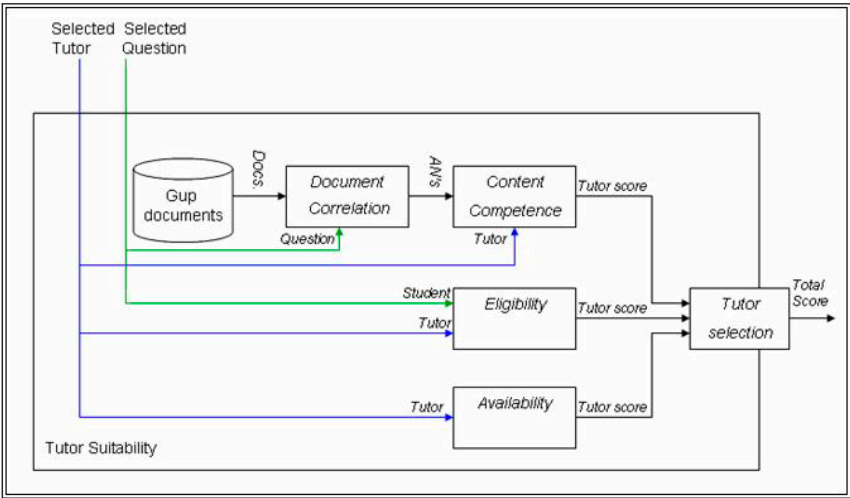 Selected Selected
Tutor Question
Docs.
AN's
Gup
documents
Document
Correlation
Content
Competence
Tutor score
Question
Tutor
Student
Tutor
Eligibility
Tutor score
Tutor
selection
Total
Score
Tutor
Availability
Tutor score
Tutor Suitability